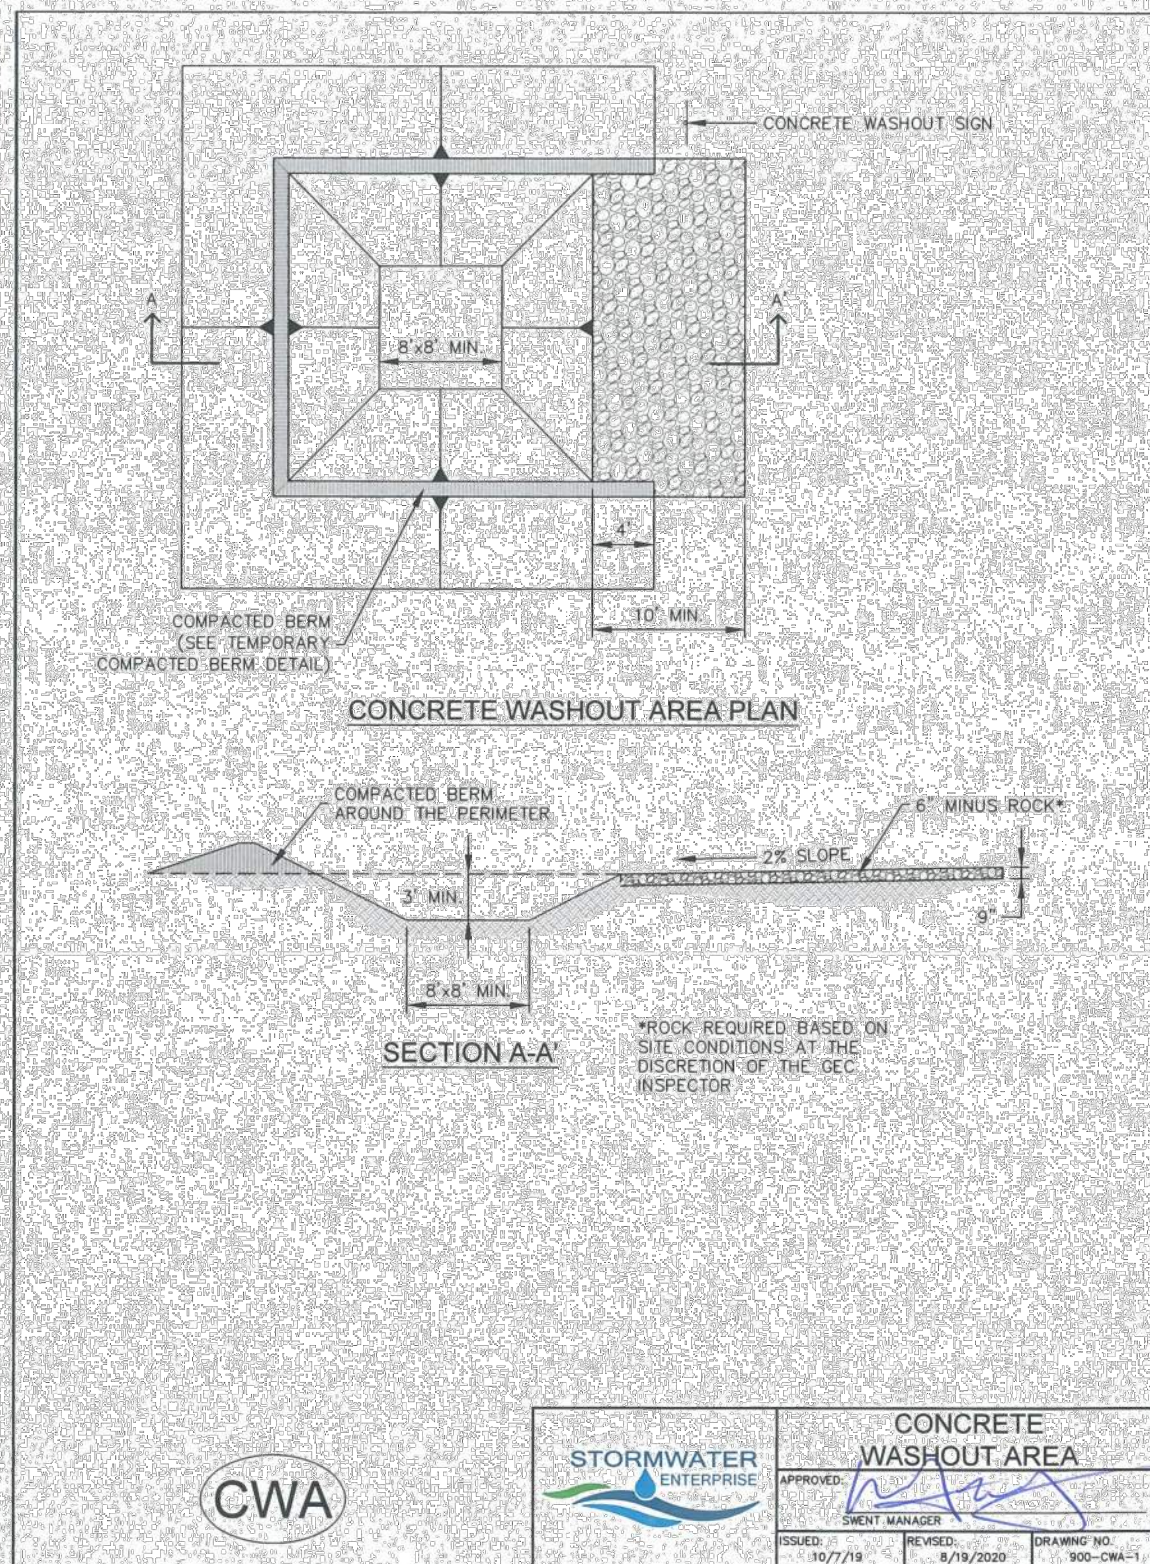 CONCRETE WASHOUT SIGN
A
A'
8'x8' MIN.
4'
10' MIN.
COMPACTED BERM
(SEE TEMPORARY
COMPACTED BERM DETAIL)
CONCRETE WASHOUT AREA PLAN
COMPACTED BERM
AROUND THE PERIMETER
6" MINUS ROCK*
2% SLOPE
3' MIN.
9"
8'x8' MIN.
SECTION A-A'
*ROCK REQUIRED BASED ON
SITE CONDITIONS AT THE
DISCRETION OF THE GEC
INSPECTOR
CWA
STORMWATER
ENTERPRISE
CONCRETE
WASHOUT AREA
APPROVED:
SWENT MANAGER
ISSUED:
10/7/19
REVISED:
8/19/2020
DRAWING NO.
900-CWA-1